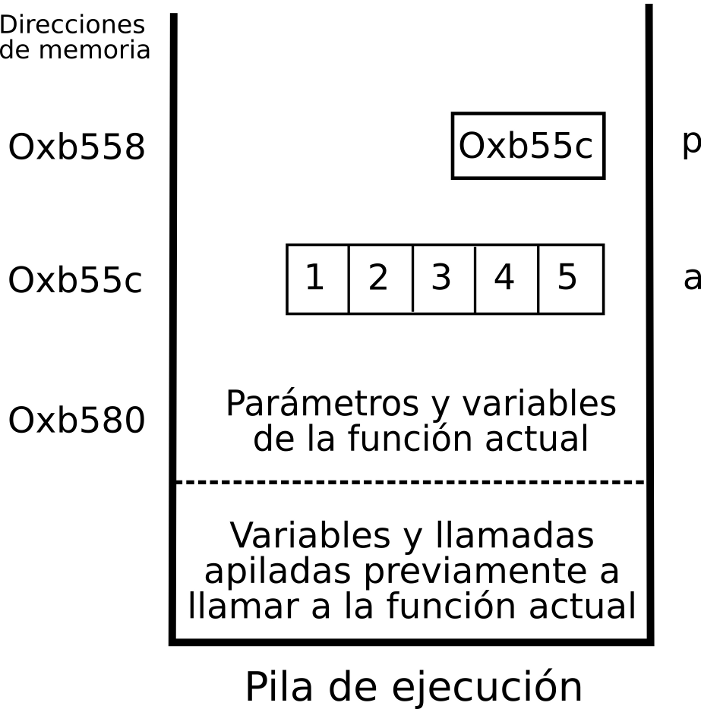 Direcciones
de memoria
Oxb558
Oxb55c
p
Oxb55c
1 2 3 4 5
a
Oxb580
Parámetros y variables
de la función actual
Variables y llamadas
apiladas previamente a
llamar a la función actual
Pila de ejecución